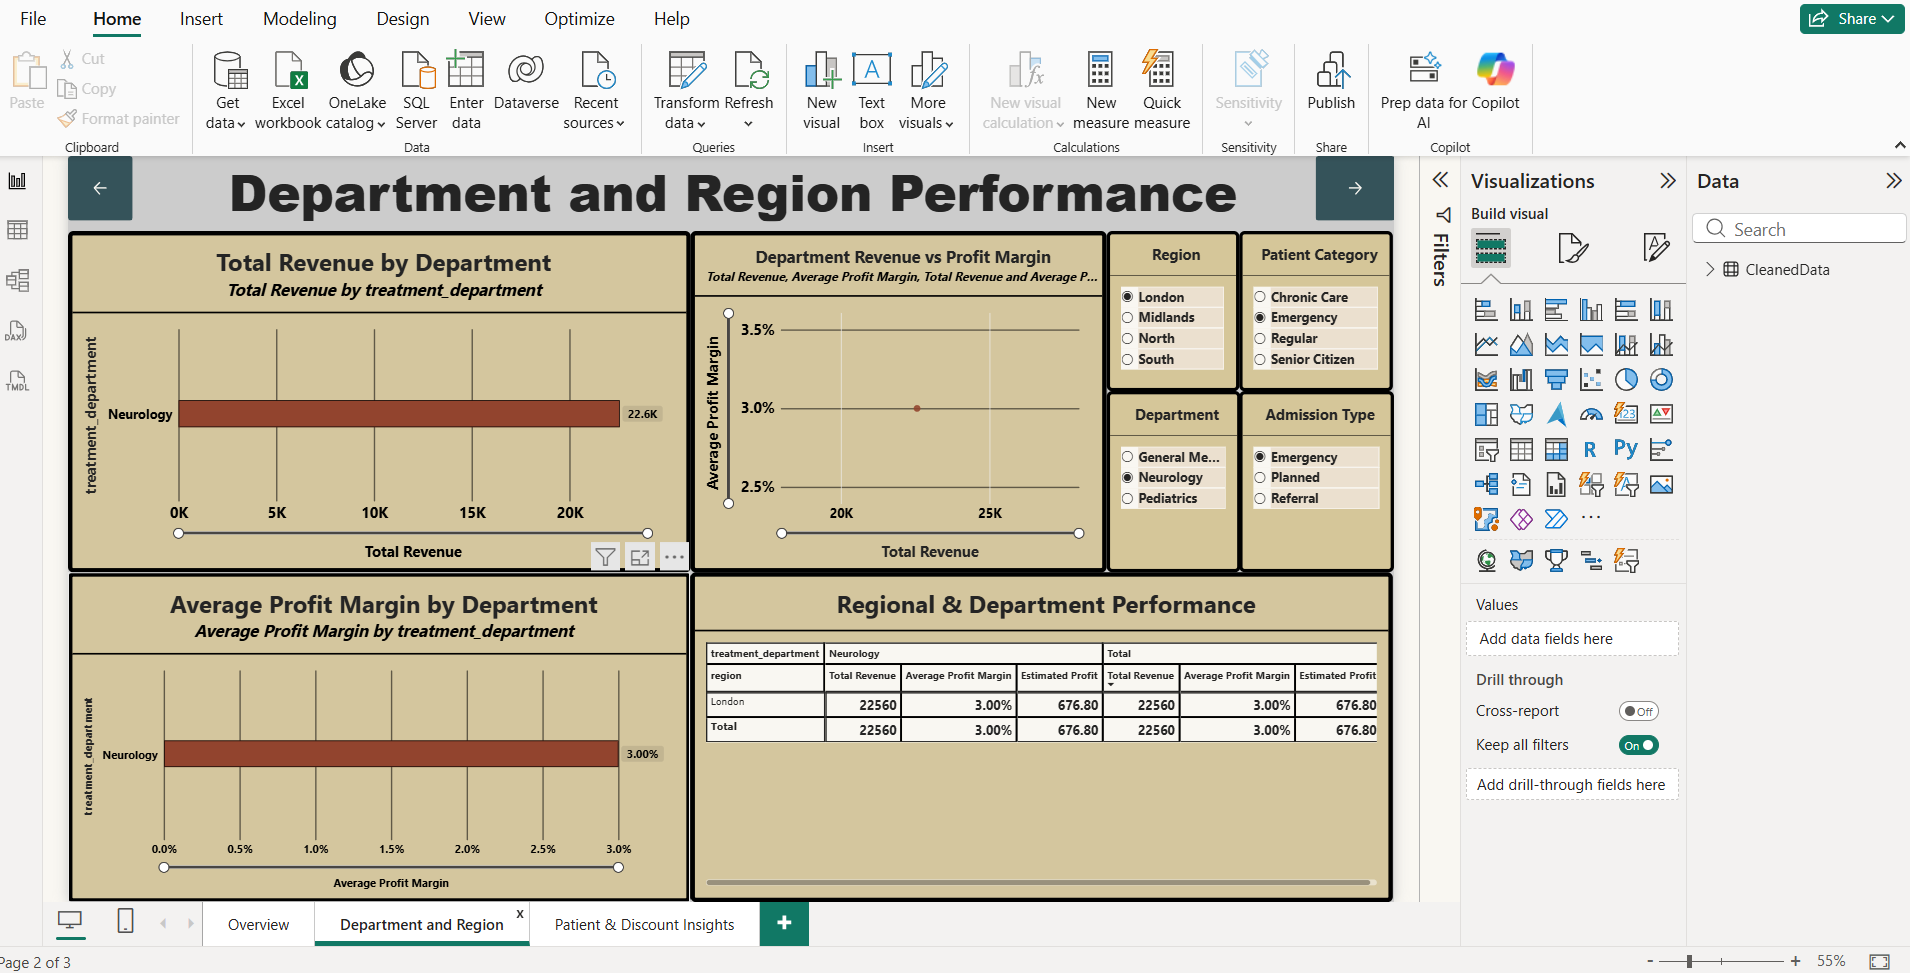 File Home Insert Modeling Design View Optimize Help Share
Paste
Cut
Copy
Format painter
Clipboard
Get data
Excel workbook
OneLake catalog
SQL Server
Enter data
Dataverse
Recent sources
Data
Transform data
Refresh
Queries
New visual
Text box
More visuals
Insert
New visual calculation
New measure
Quick measure
Calculations
Sensitivity
Sensitivity
Publish
Share
Prep data for AI
Copilot
Copilot
Department and Region Performance
Total Revenue by Department
Total Revenue by treatment_department
treatment_department
Neurology
22.6K
0K 5K 10K 15K 20K
Total Revenue
Department Revenue vs Profit Margin
Total Revenue, Average Profit Margin, Total Revenue and Average P...
Average Profit Margin
3.5%
3.0%
2.5%
20K 25K
Total Revenue
Region
London
Midlands
North
South
Patient Category
Chronic Care
Emergency
Regular
Senior Citizen
Department
General Me...
Neurology
Pediatrics
Admission Type
Emergency
Planned
Referral
Average Profit Margin by Department
Average Profit Margin by treatment_department
treatment_department
Neurology
3.00%
0.0% 0.5% 1.0% 1.5% 2.0% 2.5% 3.0%
Average Profit Margin
Regional & Department Performance
treatment_department Neurology Total
region Total Revenue Average Profit Margin Estimated Profit Total Revenue Average Profit Margin Estimated Profit
London 22560 3.00% 676.80 22560 3.00% 676.80
Total 22560 3.00% 676.80 22560 3.00% 676.80
Filters
Visualizations
Build visual
123
R
Py
Values
Add data fields here
Drill through
Cross-report
Off
Keep all filters
On
Add drill-through fields here
Data
Search
CleanedData
DAX
TMDL
Overview
Department and Region
x
Patient & Discount Insights
+
Page 2 of 3
- + 55%